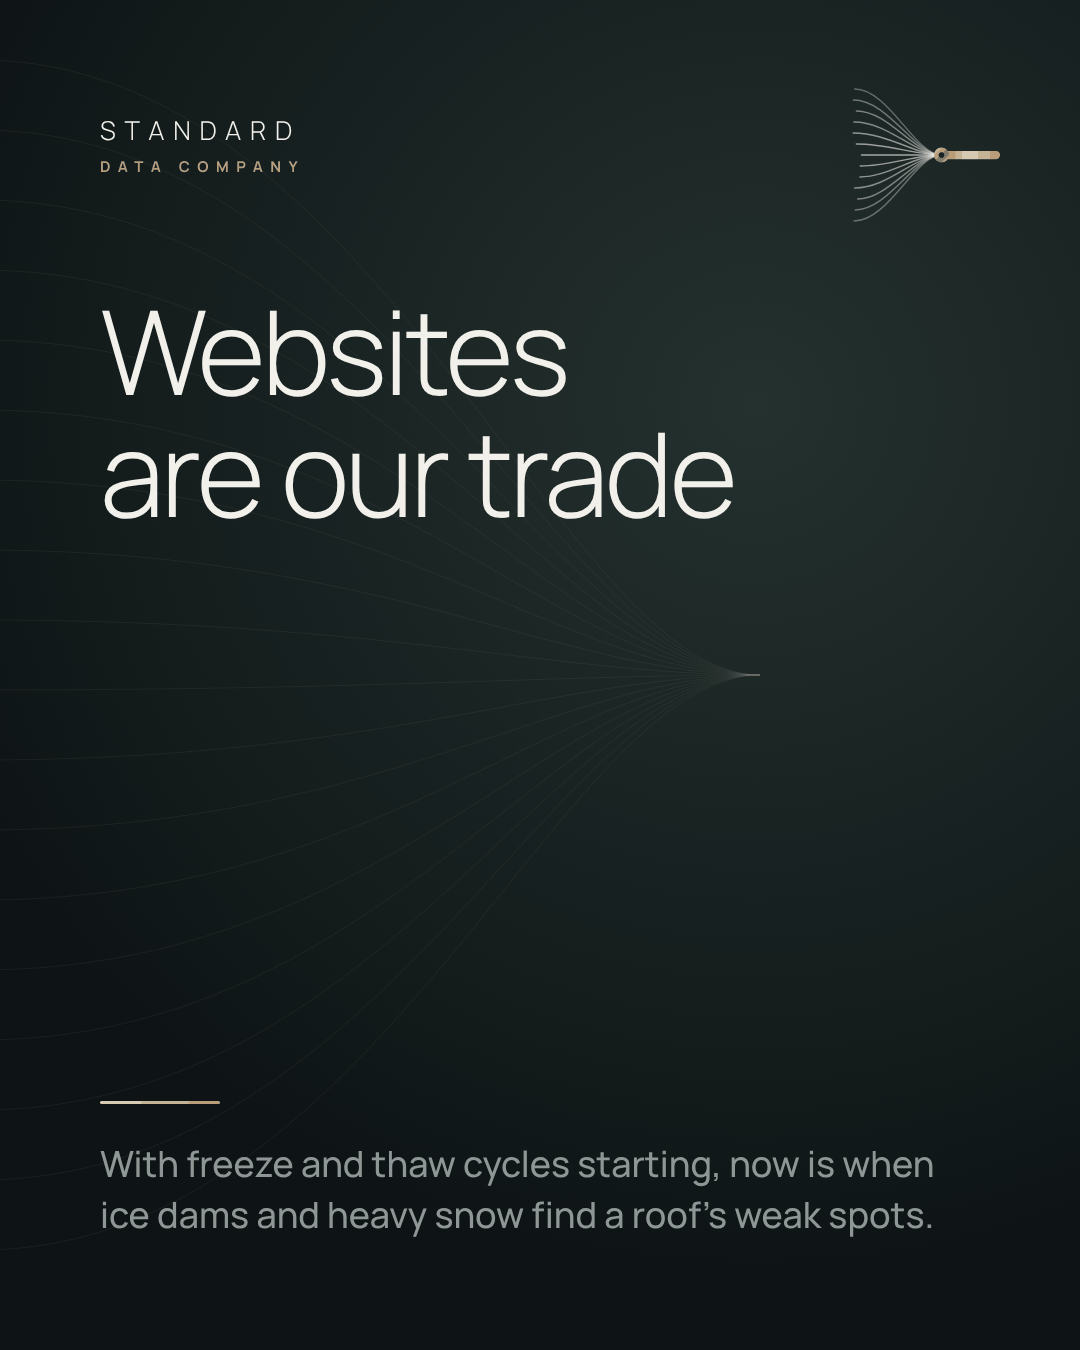 STANDARD
DATA COMPANY
Websites
are our trade
With freeze and thaw cycles starting, now is when
ice dams and heavy snow find a roof’s weak spots.